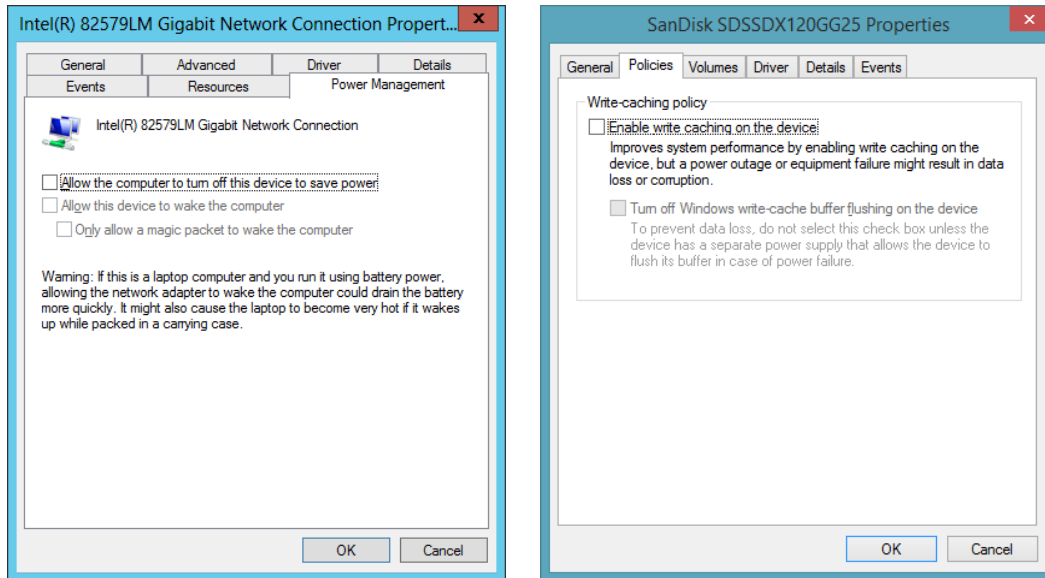 Intel(R) 82579LM Gigabit Network Connection Propert...
General Advanced Driver Details
Events Resources Power Management
Intel(R) 82579LM Gigabit Network Connection
Allow the computer to turn off this device to save power
Allow this device to wake the computer
Only allow a magic packet to wake the computer
Warning: If this is a laptop computer and you run it using battery power,
allowing the network adapter to wake the computer could drain the battery
more quickly. It might also cause the laptop to become very hot if it wakes
up while packed in a carrying case.
OK Cancel
SanDisk SDSSDX120GG25 Properties
General Policies Volumes Driver Details Events
Write-caching policy
Enable write caching on the device
Improves system performance by enabling write caching on the
device, but a power outage or equipment failure might result in data
loss or corruption.
Turn off Windows write-cache buffer flushing on the device
To prevent data loss, do not select this check box unless the
device has a separate power supply that allows the device to
flush its buffer in case of power failure.
OK Cancel